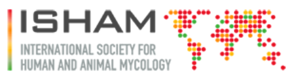 ISHAM
INTERNATIONAL SOCIETY FOR
HUMAN AND ANIMAL MYCOLOGY